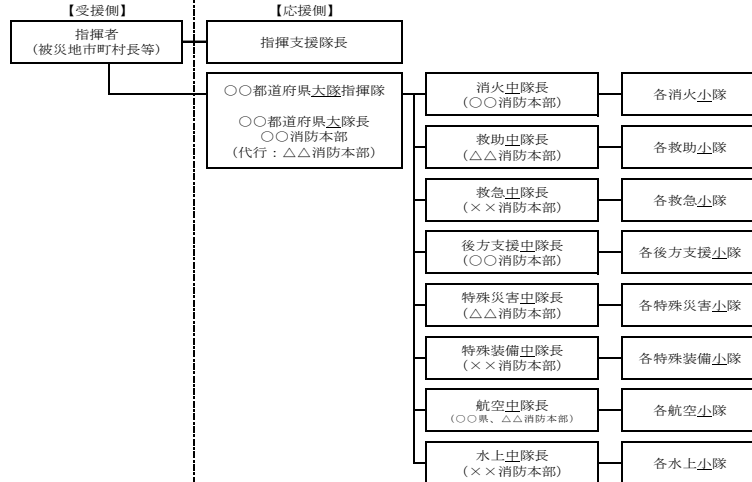 【受援側】
【応援側】
指揮者
(被災地市町村長等)
指揮支援隊長
○○都道府県大隊指揮隊
○○都道府県大隊長
○○消防本部
(代行:△△消防本部)
消火中隊長
(○○消防本部)
各消火小隊
救助中隊長
(△△消防本部)
各救助小隊
救急中隊長
(××消防本部)
各救急小隊
後方支援中隊長
(○○消防本部)
各後方支援小隊
特殊災害中隊長
(△△消防本部)
各特殊災害小隊
特殊装備中隊長
(××消防本部)
各特殊装備小隊
航空中隊長
(○○県、△△消防本部)
各航空小隊
水上中隊長
(××消防本部)
各水上小隊